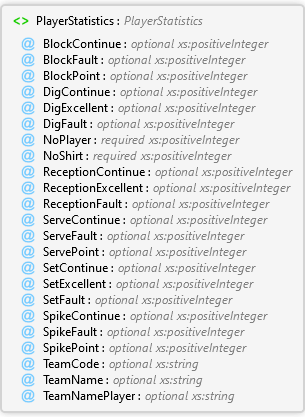 <> PlayerStatistics : PlayerStatistics
@ BlockContinue : optional xs:positiveInteger
@ BlockFault : optional xs:positiveInteger
@ BlockPoint : optional xs:positiveInteger
@ DigContinue : optional xs:positiveInteger
@ DigExcellent : optional xs:positiveInteger
@ DigFault : optional xs:positiveInteger
@ NoPlayer : required xs:positiveInteger
@ NoShirt : required xs:positiveInteger
@ ReceptionContinue : optional xs:positiveInteger
@ ReceptionExcellent : optional xs:positiveInteger
@ ReceptionFault : optional xs:positiveInteger
@ ServeContinue : optional xs:positiveInteger
@ ServeFault : optional xs:positiveInteger
@ ServePoint : optional xs:positiveInteger
@ SetContinue : optional xs:positiveInteger
@ SetExcellent : optional xs:positiveInteger
@ SetFault : optional xs:positiveInteger
@ SpikeContinue : optional xs:positiveInteger
@ SpikeFault : optional xs:positiveInteger
@ SpikePoint : optional xs:positiveInteger
@ TeamCode : optional xs:string
@ TeamName : optional xs:string
@ TeamNamePlayer : optional xs:string